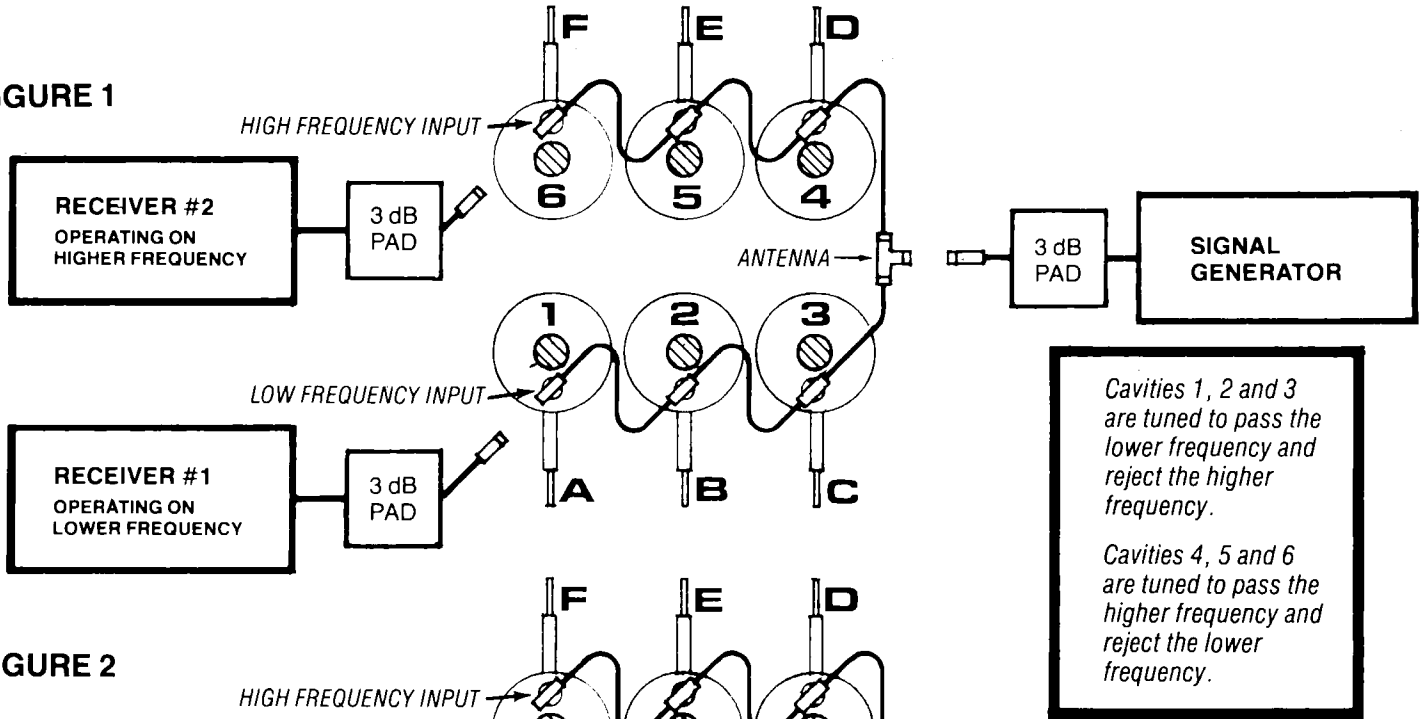 F E D
GURE 1
HIGH FREQUENCY INPUT
6 5 4
RECEIVER #2
OPERATING ON
HIGHER FREQUENCY
3 dB
PAD
ANTENNA
3 dB
PAD
SIGNAL
GENERATOR
1 2 3
LOW FREQUENCY INPUT
A B C
RECEIVER #1
OPERATING ON
LOWER FREQUENCY
3 dB
PAD
Cavities 1, 2 and 3
are tuned to pass the
lower frequency and
reject the higher
frequency.
Cavities 4, 5 and 6
are tuned to pass the
higher frequency and
reject the lower
frequency.
F E D
GURE 2
HIGH FREQUENCY INPUT